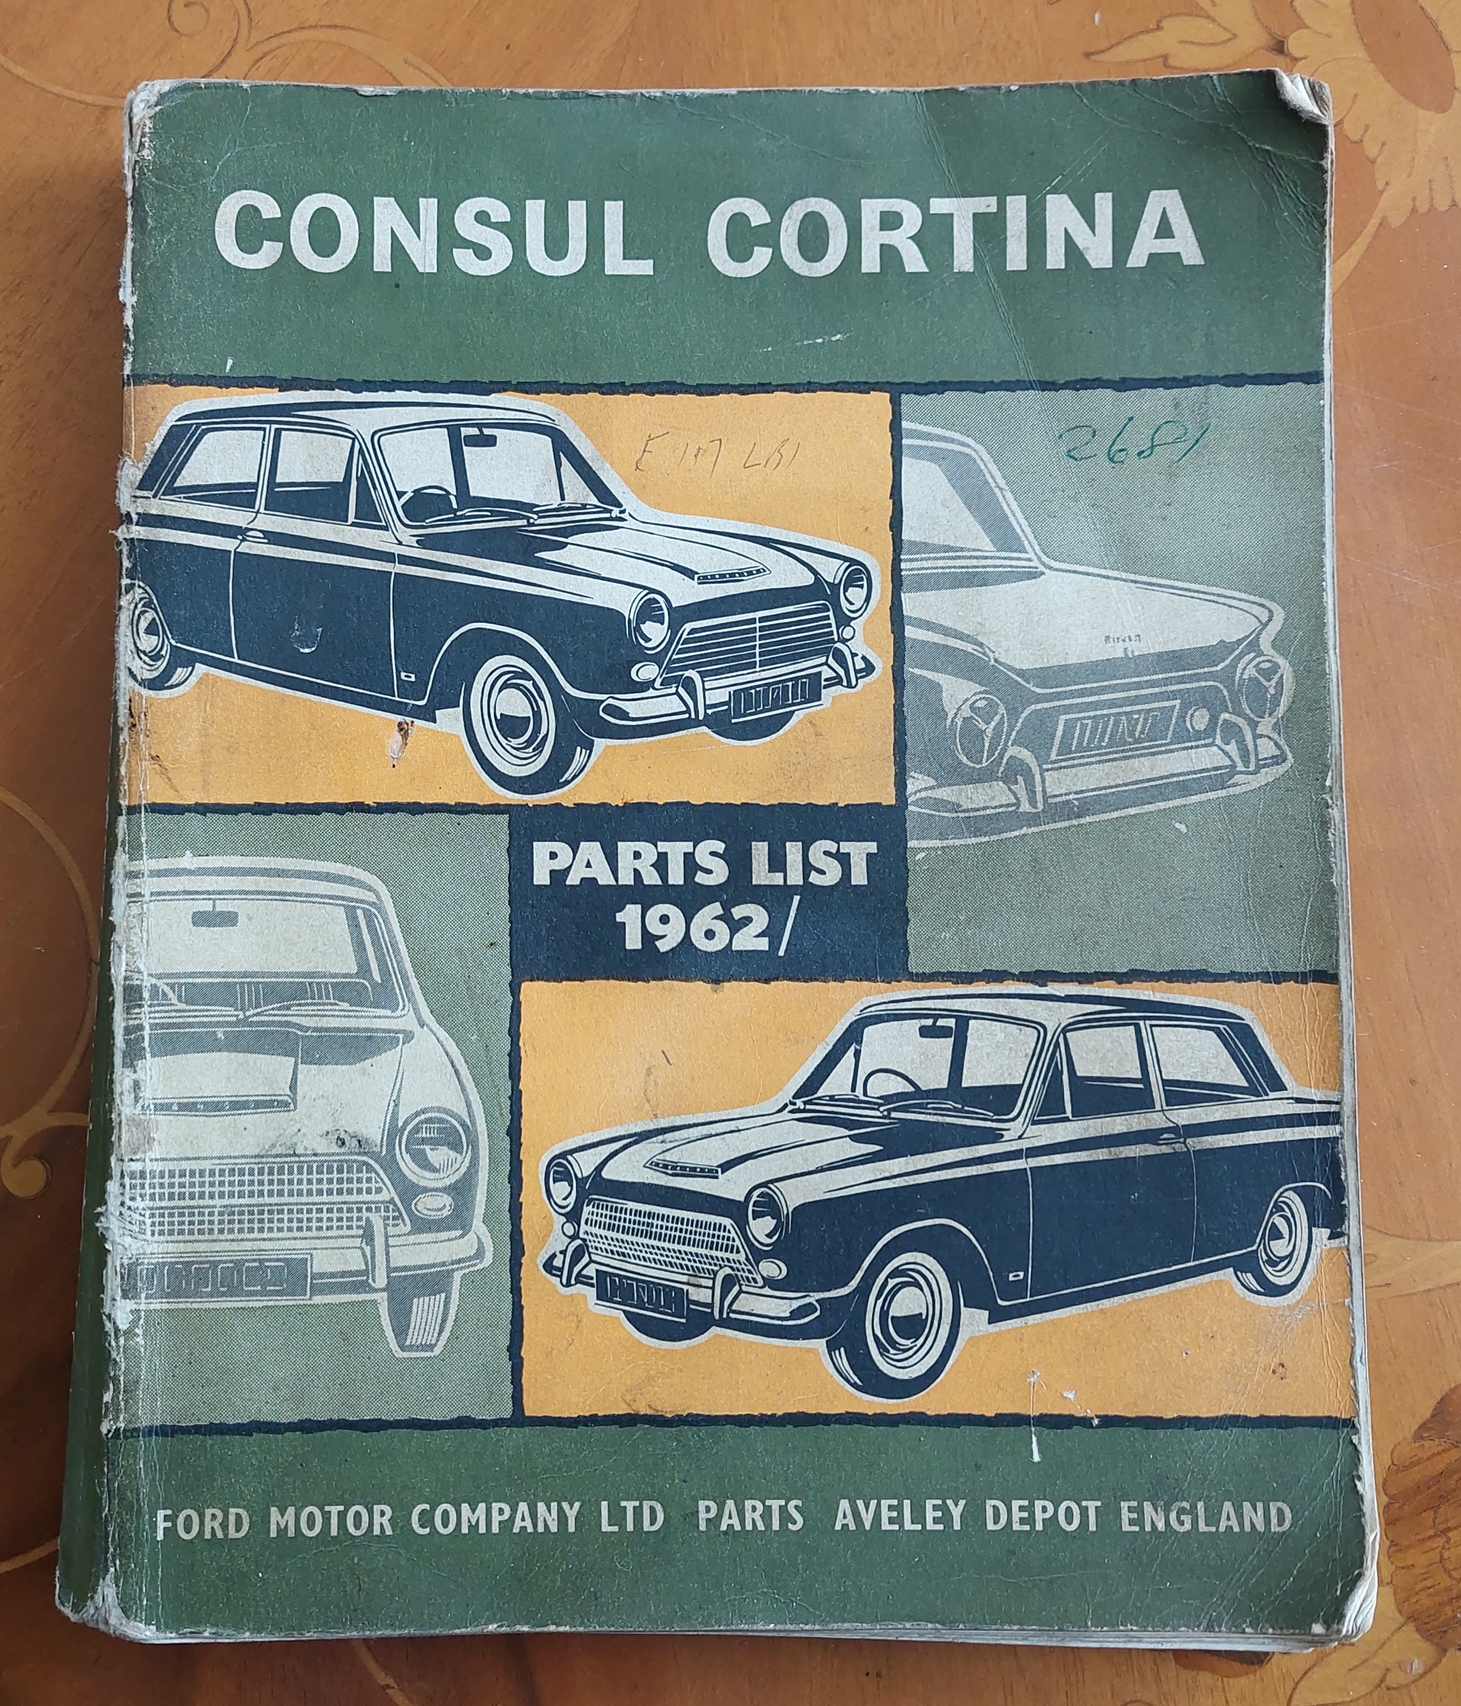 CONSUL CORTINA
2681
PARTS LIST
1962/
FORD MOTOR COMPANY LTD PARTS AVELEY DEPOT ENGLAND